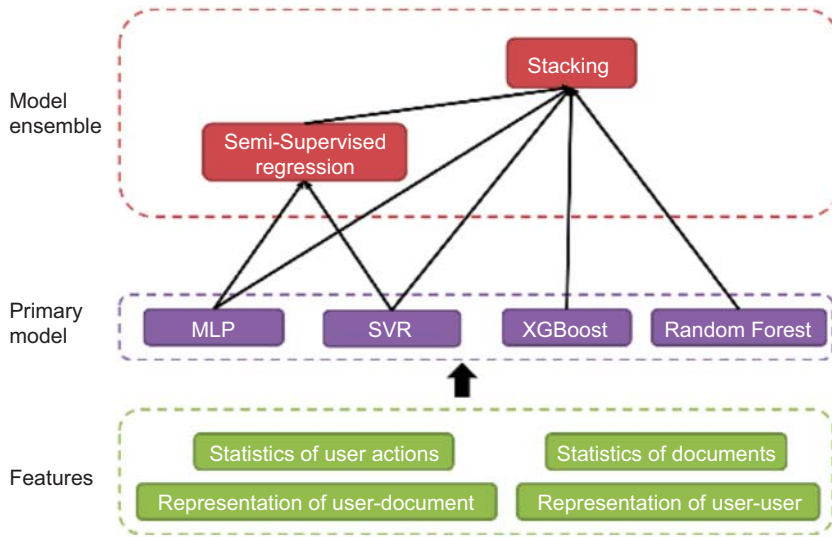 Stacking
Model
ensemble
Semi-Supervised
regression
Primary
model
MLP
SVR
XGBoost
Random Forest
Features
Statistics of user actions
Statistics of documents
Representation of user-document
Representation of user-user